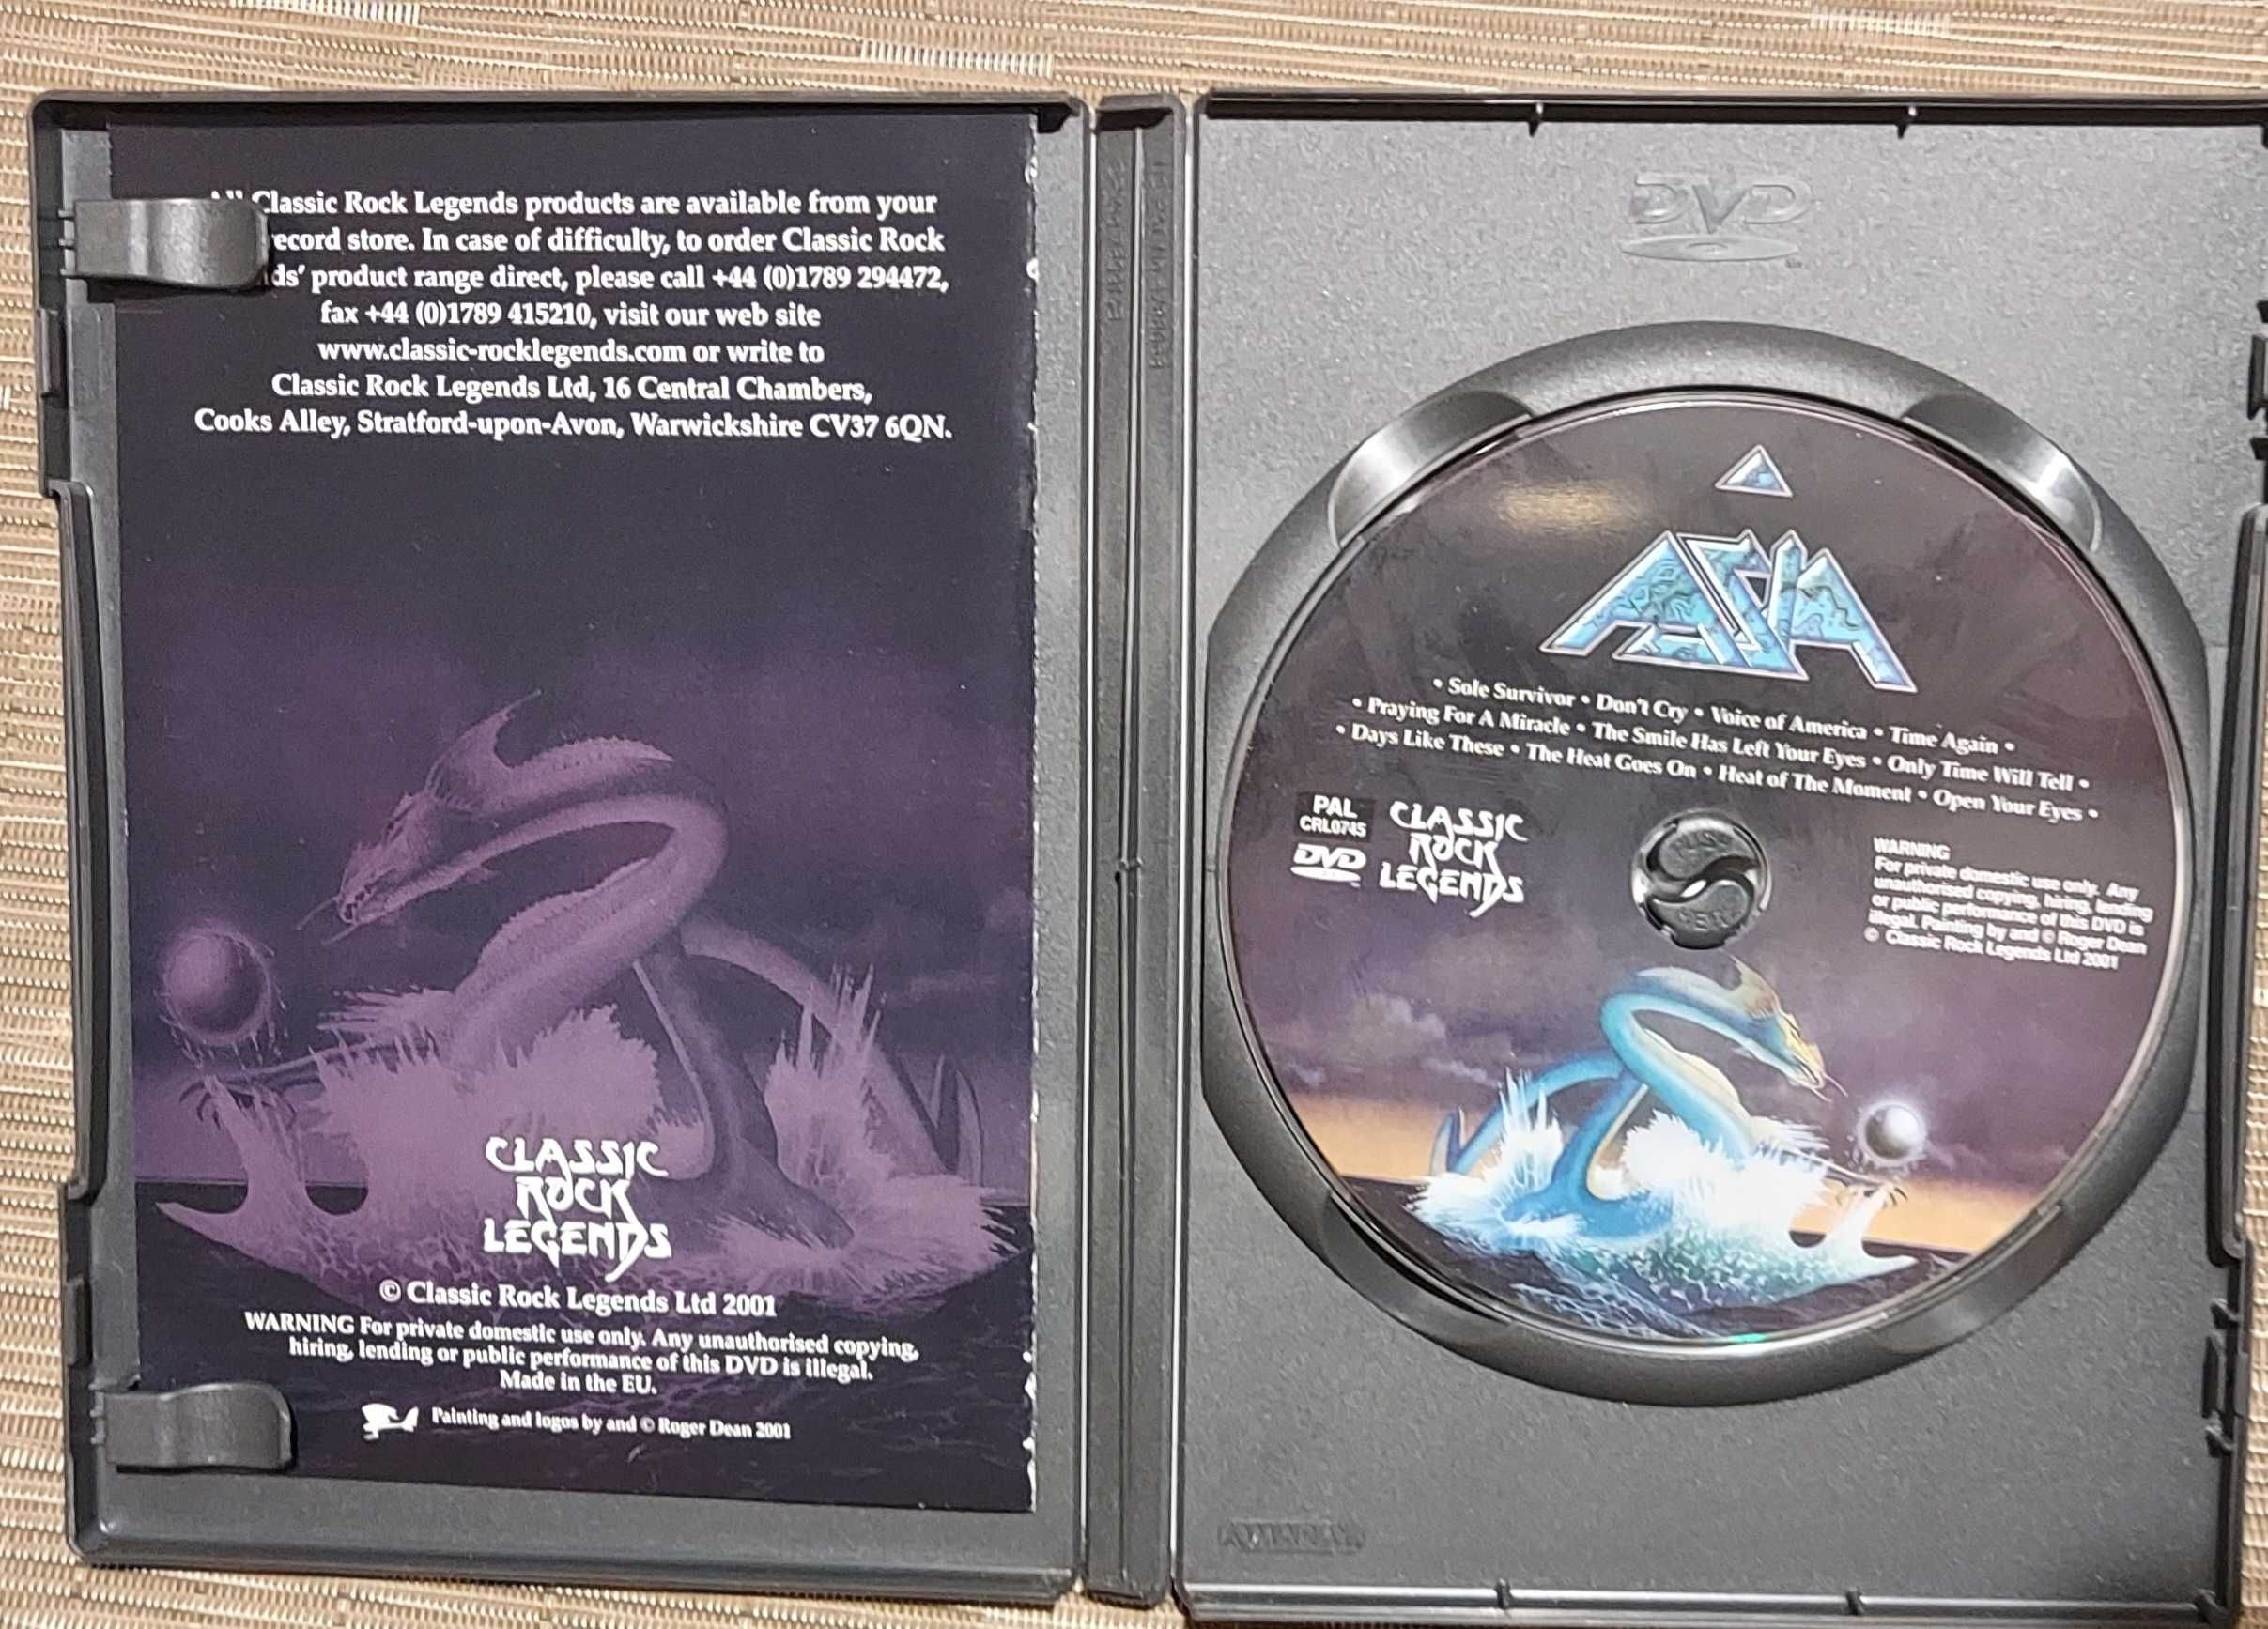 Classic Rock Legends products are available from your
record store. In case of difficulty, to order Classic Rock
product range direct, please call +44 (0)1789 294472,
fax +44 (0)1789 415210, visit our web site
www.classic-rocklegends.com or write to
Classic Rock Legends Ltd, 16 Central Chambers,
Cooks Alley, Stratford-upon-Avon, Warwickshire CV37 6QN.
CLASSIC
ROCK
LEGENDS
© Classic Rock Legends Ltd 2001
WARNING For private domestic use only. Any unauthorised copying,
hiring, lending or public performance of this DVD is illegal.
Made in the EU.
Painting and logos by and © Roger Dean 2001
DVD
ASIA
• Sole Survivor • Don't Cry • Voice of America • Time Again •
• Praying For A Miracle • The Smile Has Left Your Eyes • Only Time Will Tell •
• Days Like These • The Heat Goes On • Heat of The Moment • Open Your Eyes •
PAL
CRL0745
DVD
CLASSIC
ROCK
LEGENDS
WARNING
For private domestic use only. Any
unauthorised copying, hiring, lending
or public performance of this DVD is
illegal. Painting by and © Roger Dean
© Classic Rock Legends Ltd 2001
AMARAY